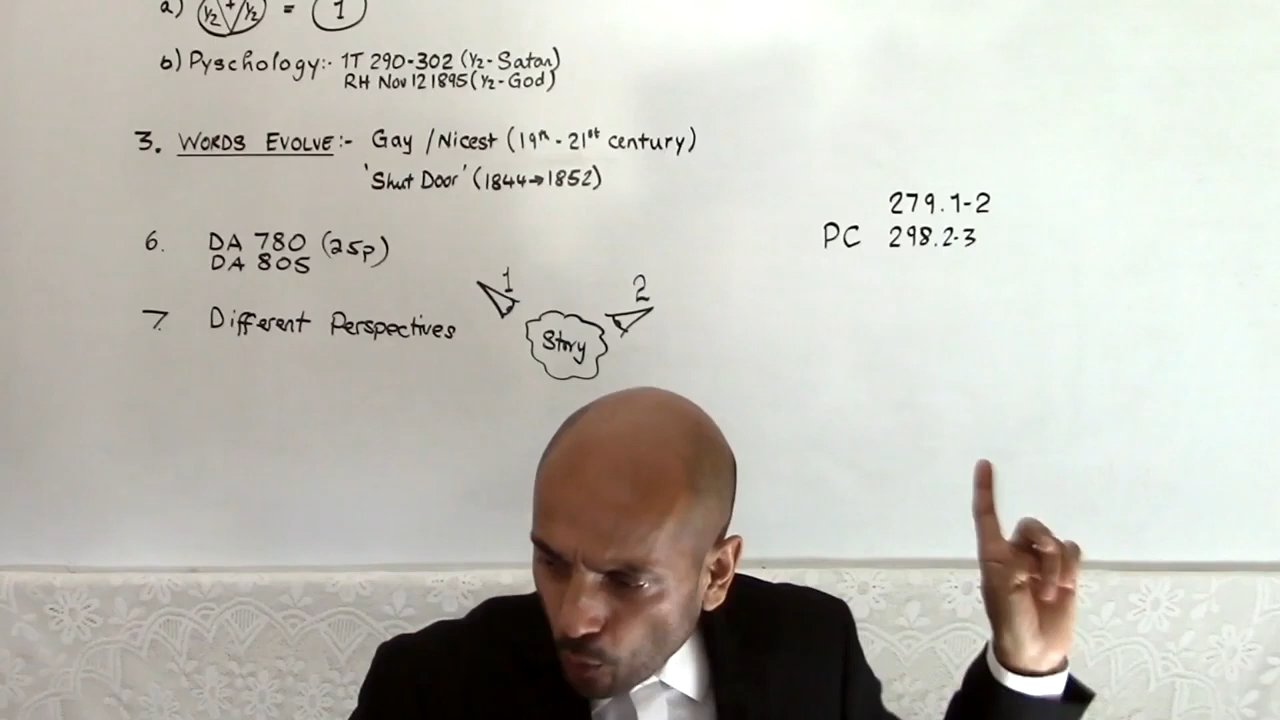 a) 1/2 + 1/2 = 1
b) Pyschology:- 1T 290-302 (1/2-Satan)
RH Nov 12 1895 (1/2-God)
3. WORDS EVOLVE:- Gay /Nicest (19th - 21st century)
'Shut Door' (1844→1852)
279.1-2
PC 298.2-3
6. DA 780 (25p)
DA 805
7. Different Perspectives
1
2
Story